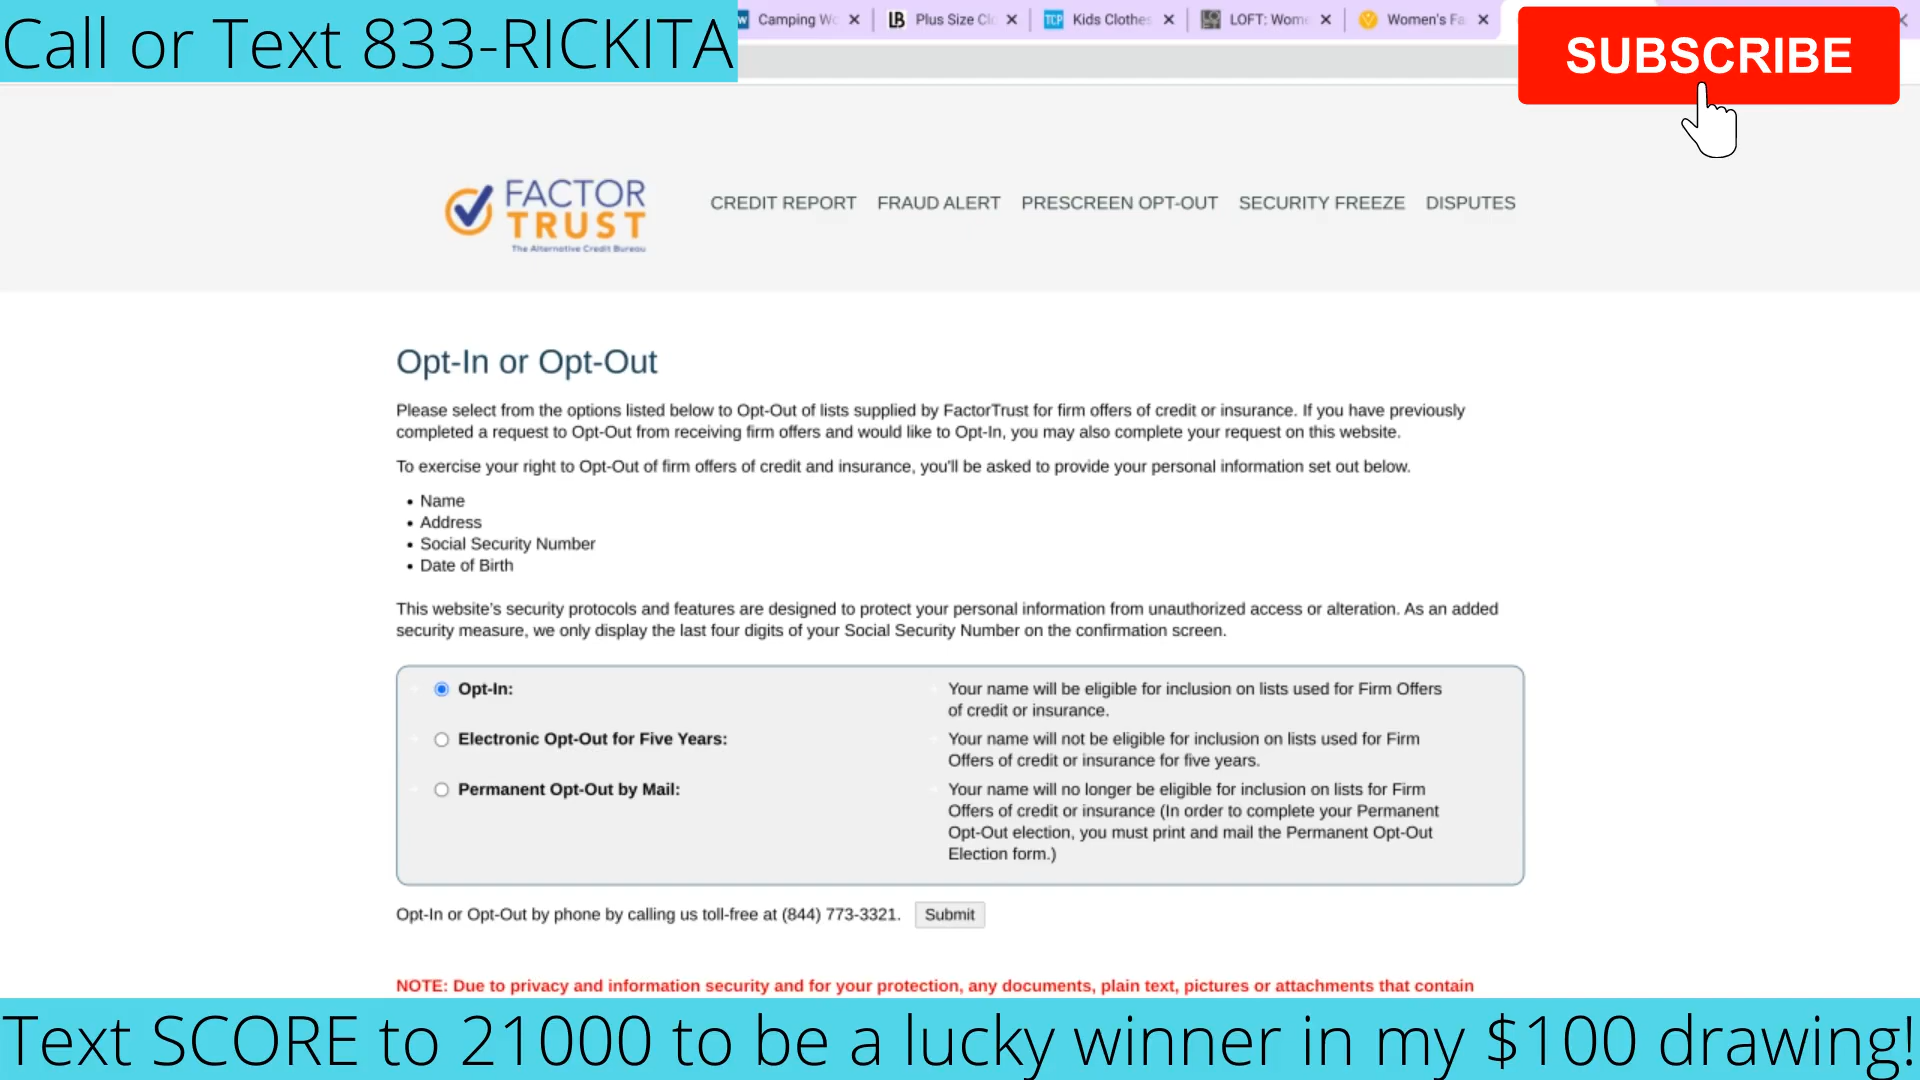 Call or Text 833-RICKITA
Camping Wo
LB Plus Size Clo
TCP Kids Clothes
LOFT: Wome
Women's Fa
SUBSCRIBE
FACTOR
TRUST
The Alternative Credit Bureau
CREDIT REPORT FRAUD ALERT PRESCREEN OPT-OUT SECURITY FREEZE DISPUTES
Opt-In or Opt-Out
Please select from the options listed below to Opt-Out of lists supplied by FactorTrust for firm offers of credit or insurance. If you have previously
completed a request to Opt-Out from receiving firm offers and would like to Opt-In, you may also complete your request on this website.
To exercise your right to Opt-Out of firm offers of credit and insurance, you'll be asked to provide your personal information set out below.
• Name
• Address
• Social Security Number
• Date of Birth
This website's security protocols and features are designed to protect your personal information from unauthorized access or alteration. As an added
security measure, we only display the last four digits of your Social Security Number on the confirmation screen.
Opt-In:
Your name will be eligible for inclusion on lists used for Firm Offers
of credit or insurance.
Electronic Opt-Out for Five Years:
Your name will not be eligible for inclusion on lists used for Firm
Offers of credit or insurance for five years.
Permanent Opt-Out by Mail:
Your name will no longer be eligible for inclusion on lists for Firm
Offers of credit or insurance (In order to complete your Permanent
Opt-Out election, you must print and mail the Permanent Opt-Out
Election form.)
Opt-In or Opt-Out by phone by calling us toll-free at (844) 773-3321. Submit
NOTE: Due to privacy and information security and for your protection, any documents, plain text, pictures or attachments that contain
Text SCORE to 21000 to be a lucky winner in my $100 drawing!